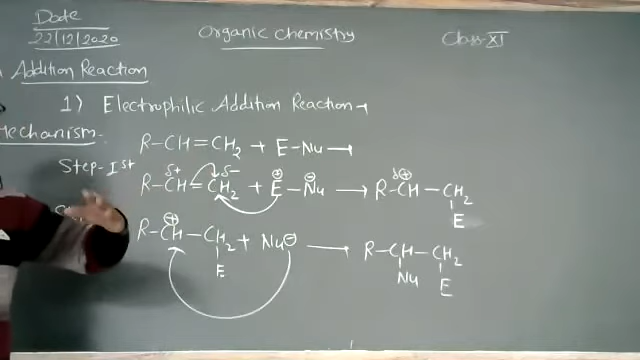 Date
22/12/2020
Organic chemistry
Class-XI
Addition Reaction
1) Electrophilic Addition Reaction→
Mechanism-
R-CH=CH₂ + E-Nu→
Step-Ist
δ+ δ- ⊕ ⊖ δ⊕
R-CH=CH₂ + E-Nu → R-CH-CH₂
E
⊕
R-CH-CH₂ + Nu⊖ → R-CH-CH₂
E
Nu E